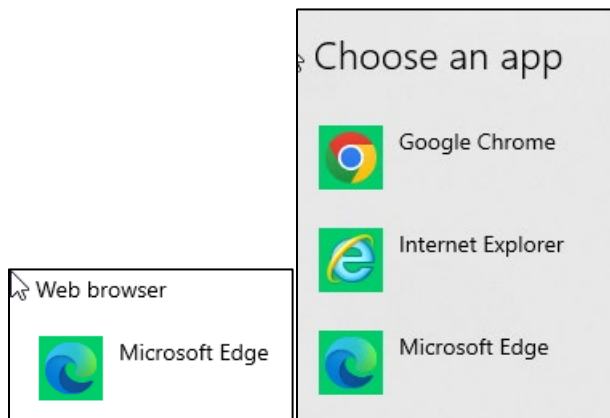 Web browser
Microsoft Edge
Choose an app
Google Chrome
Internet Explorer
Microsoft Edge